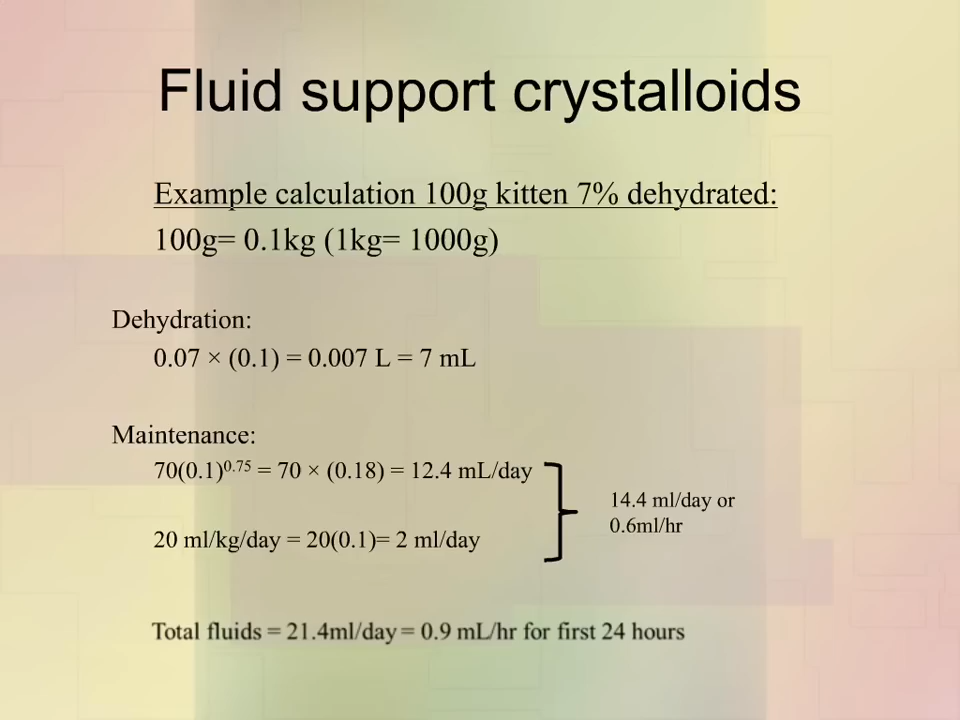 Fluid support crystalloids
Example calculation 100g kitten 7% dehydrated:
100g= 0.1kg (1kg= 1000g)
Dehydration:
0.07 × (0.1) = 0.007 L = 7 mL
Maintenance:
70(0.1)^0.75 = 70 × (0.18) = 12.4 mL/day
20 ml/kg/day = 20(0.1)= 2 ml/day
14.4 ml/day or
0.6ml/hr
Total fluids = 21.4ml/day = 0.9 mL/hr for first 24 hours